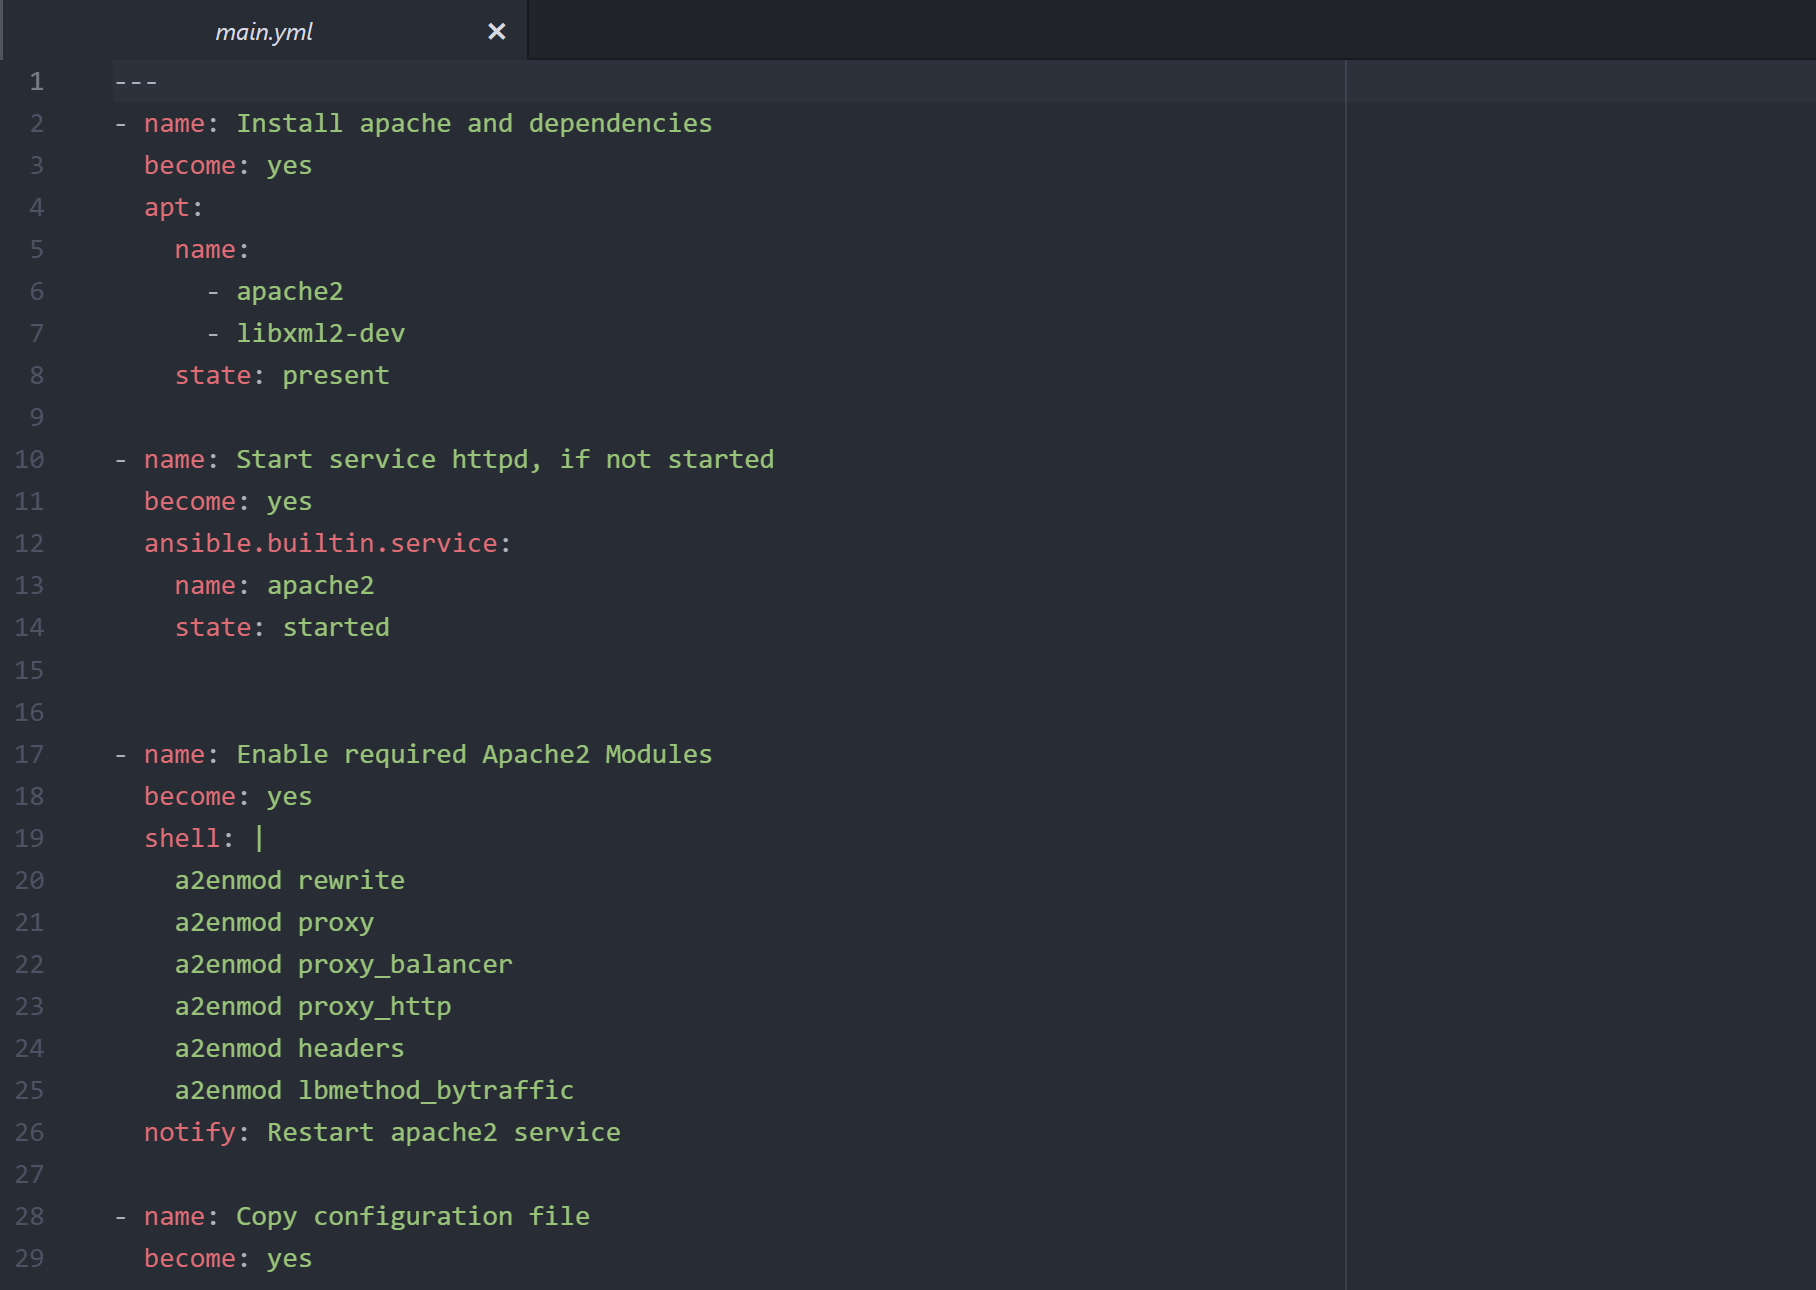 main.yml ✕
1 ---
2 - name: Install apache and dependencies
3   become: yes
4   apt:
5     name:
6       - apache2
7       - libxml2-dev
8     state: present
9
10 - name: Start service httpd, if not started
11   become: yes
12   ansible.builtin.service:
13     name: apache2
14     state: started
15
16
17 - name: Enable required Apache2 Modules
18   become: yes
19   shell: |
20     a2enmod rewrite
21     a2enmod proxy
22     a2enmod proxy_balancer
23     a2enmod proxy_http
24     a2enmod headers
25     a2enmod lbmethod_bytraffic
26   notify: Restart apache2 service
27
28 - name: Copy configuration file
29   become: yes